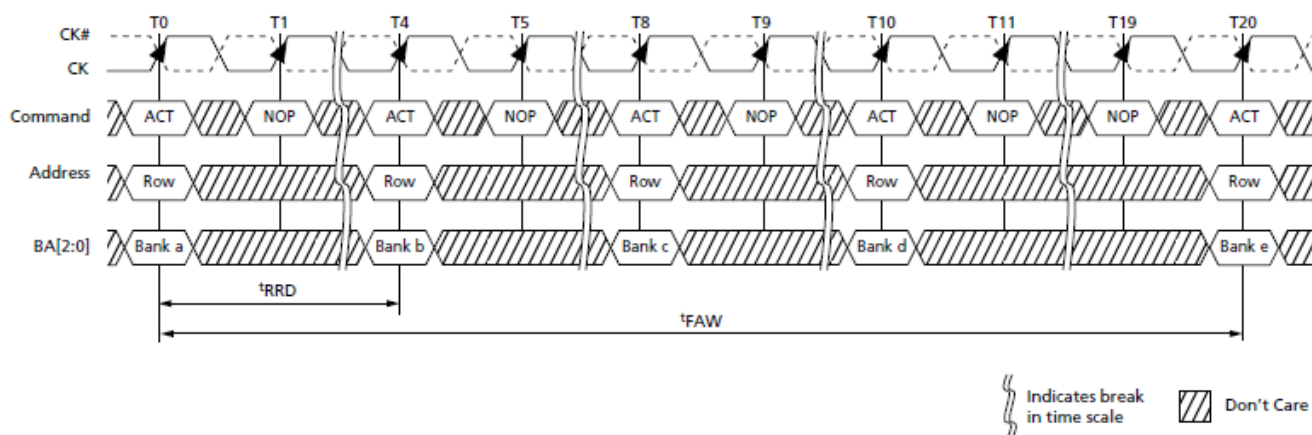 T0 T1 T4 T5 T8 T9 T10 T11 T19 T20
CK#
CK
Command ACT NOP ACT NOP ACT NOP ACT NOP NOP ACT
Address Row Row Row Row Row
BA[2:0] Bank a Bank b Bank c Bank d Bank e
tRRD
tFAW
Indicates break
in time scale
Don't Care